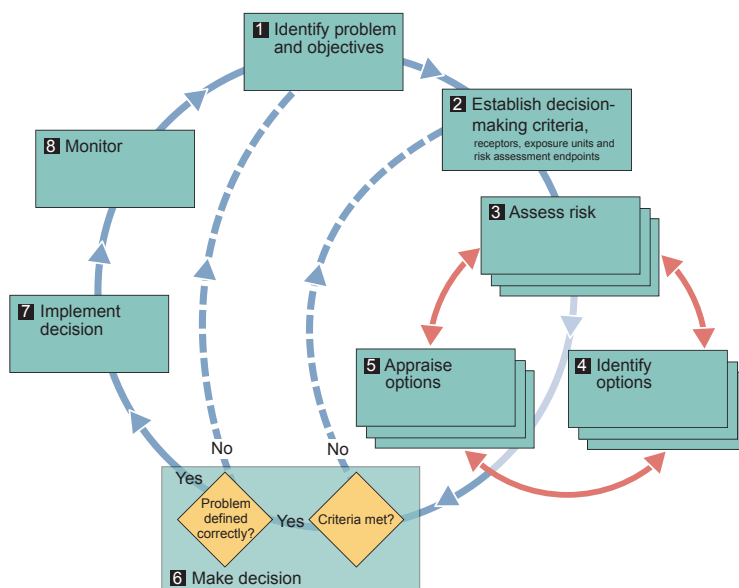 1 Identify problem
and objectives
2 Establish decision-
making criteria,
receptors, exposure units and
risk assessment endpoints
3 Assess risk
4 Identify
options
5 Appraise
options
No
No
Yes
Yes
Criteria met?
Problem
defined
correctly?
6 Make decision
7 Implement
decision
8 Monitor